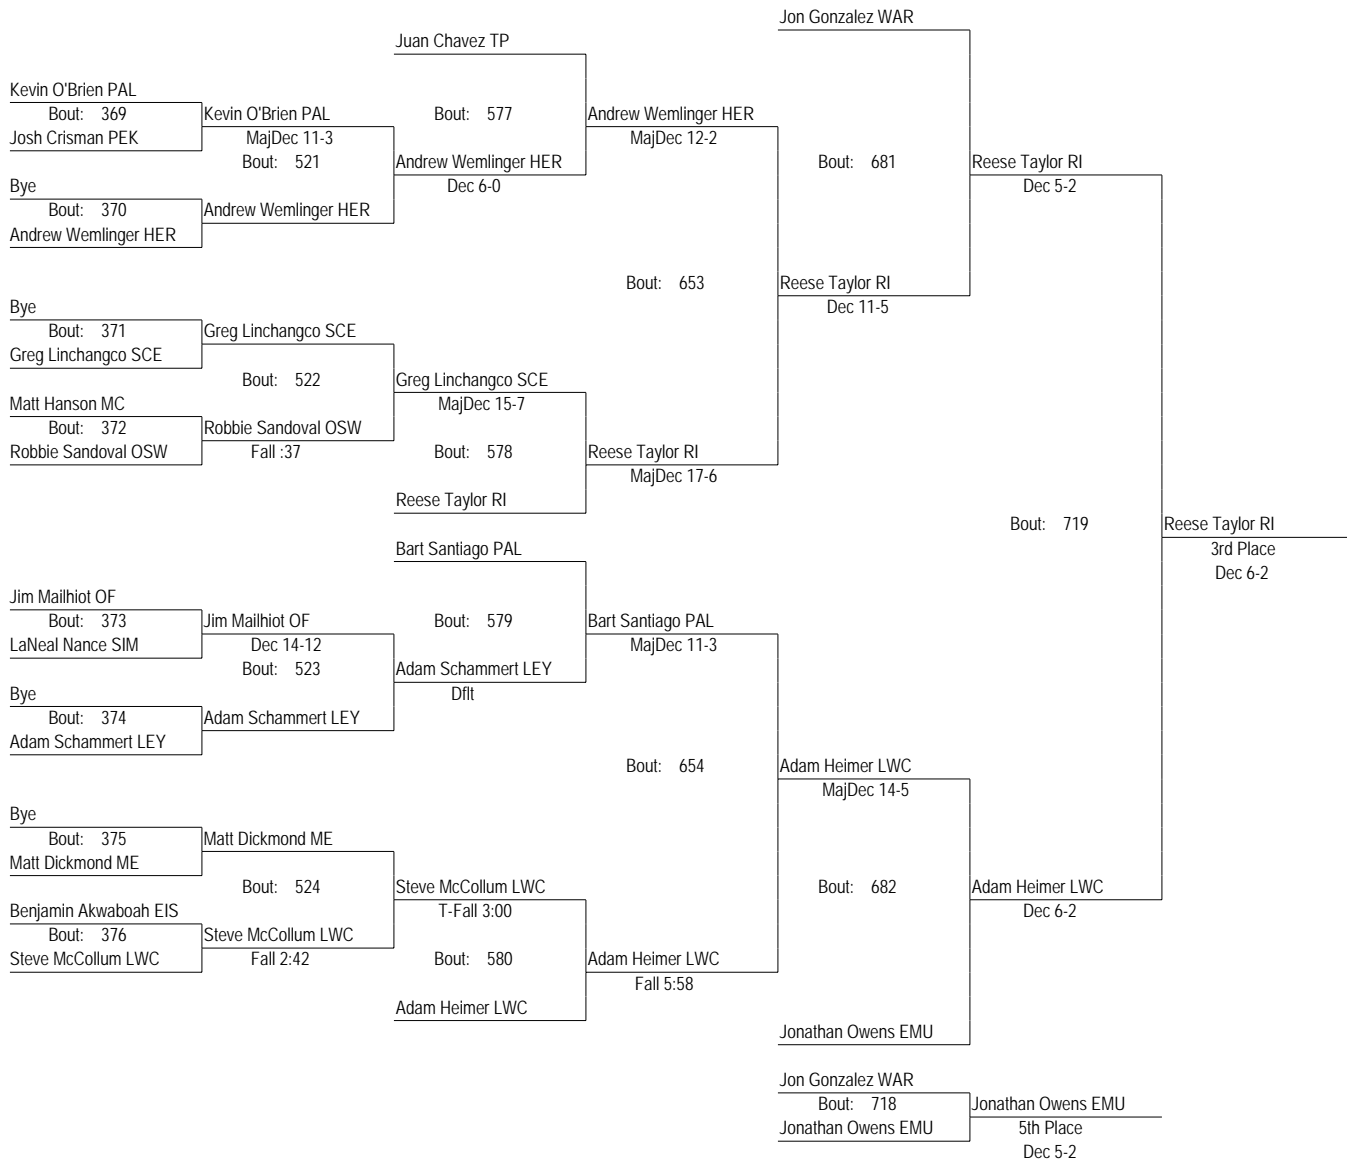 Jon Gonzalez WAR
Juan Chavez TP
Kevin O'Brien PAL
Bout: 369
Kevin O'Brien PAL
Bout: 577
Andrew Wemlinger HER
Josh Crisman PEK
MajDec 11-3
MajDec 12-2
Bout: 521
Andrew Wemlinger HER
Bout: 681
Reese Taylor RI
Bye
Dec 6-0
Dec 5-2
Bout: 370
Andrew Wemlinger HER
Andrew Wemlinger HER
Bout: 653
Reese Taylor RI
Bye
Dec 11-5
Bout: 371
Greg Linchangco SCE
Greg Linchangco SCE
Bout: 522
Greg Linchangco SCE
Matt Hanson MC
MajDec 15-7
Bout: 372
Robbie Sandoval OSW
Robbie Sandoval OSW
Fall :37
Bout: 578
Reese Taylor RI
MajDec 17-6
Reese Taylor RI
Bout: 719
Reese Taylor RI
3rd Place
Dec 6-2
Bart Santiago PAL
Jim Mailhiot OF
Bout: 373
Jim Mailhiot OF
Bout: 579
Bart Santiago PAL
LaNeal Nance SIM
Dec 14-12
MajDec 11-3
Bout: 523
Adam Schammert LEY
Bye
Dflt
Bout: 374
Adam Schammert LEY
Adam Schammert LEY
Bout: 654
Adam Heimer LWC
MajDec 14-5
Bye
Bout: 375
Matt Dickmond ME
Matt Dickmond ME
Bout: 524
Steve McCollum LWC
Bout: 682
Adam Heimer LWC
Benjamin Akwaboah EIS
T-Fall 3:00
Dec 6-2
Bout: 376
Steve McCollum LWC
Steve McCollum LWC
Fall 2:42
Bout: 580
Adam Heimer LWC
Fall 5:58
Adam Heimer LWC
Jonathan Owens EMU
Jon Gonzalez WAR
Bout: 718
Jonathan Owens EMU
Jonathan Owens EMU
5th Place
Dec 5-2